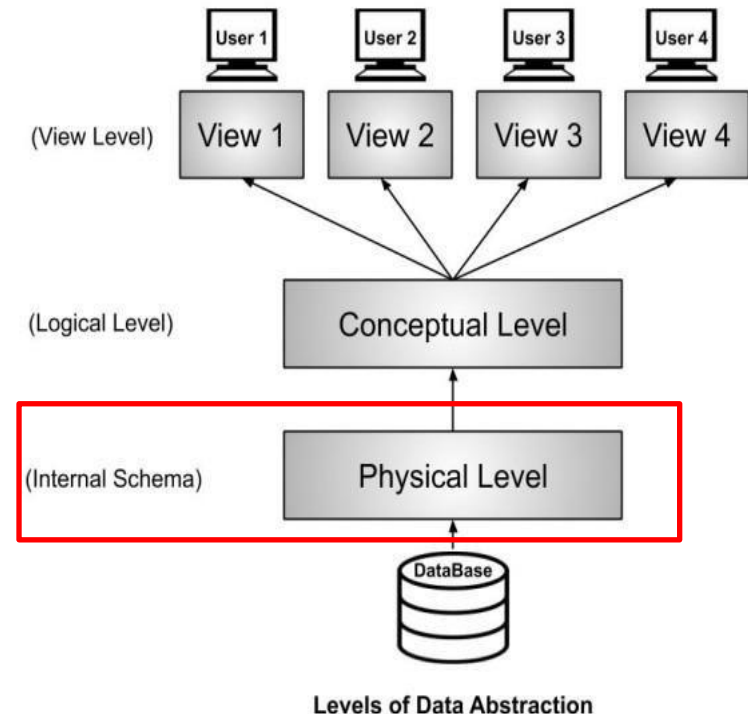 User 1
User 2
User 3
User 4
(View Level)
View 1
View 2
View 3
View 4
(Logical Level)
Conceptual Level
(Internal Schema)
Physical Level
DataBase
Levels of Data Abstraction